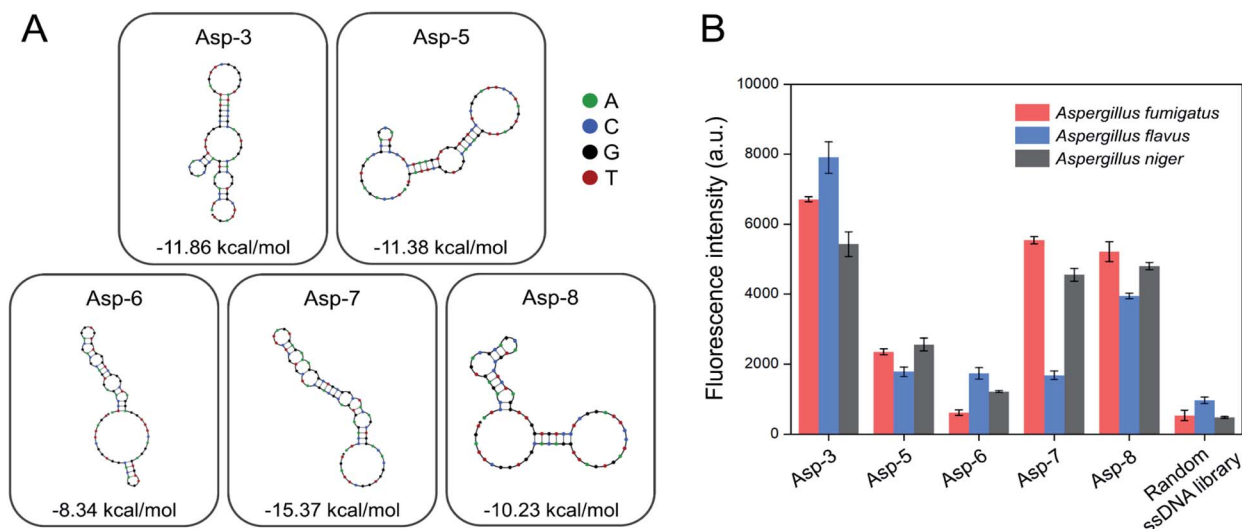 A
Asp-3
-11.86 kcal/mol
Asp-5
-11.38 kcal/mol
A
C
G
T
Asp-6
-8.34 kcal/mol
Asp-7
-15.37 kcal/mol
Asp-8
-10.23 kcal/mol
B
Fluorescence intensity (a.u.)
10000
8000
6000
4000
2000
0
Aspergillus fumigatus
Aspergillus flavus
Aspergillus niger
Asp-3
Asp-5
Asp-6
Asp-7
Asp-8
Random
ssDNA library